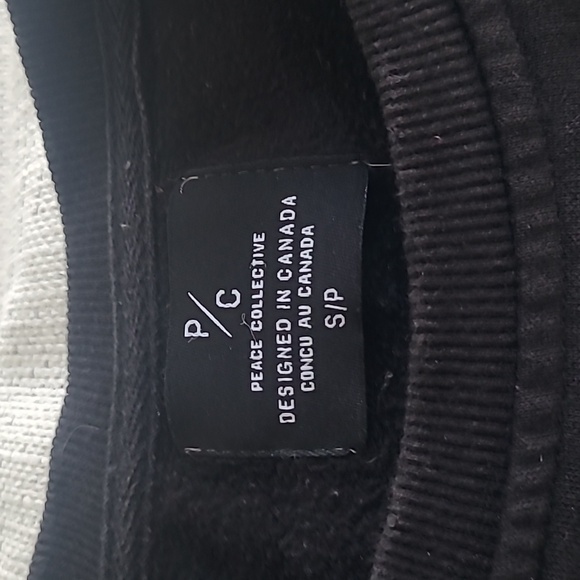 P/C
PEACE COLLECTIVE
DESIGNED IN CANADA
CONCU AU CANADA
S/P